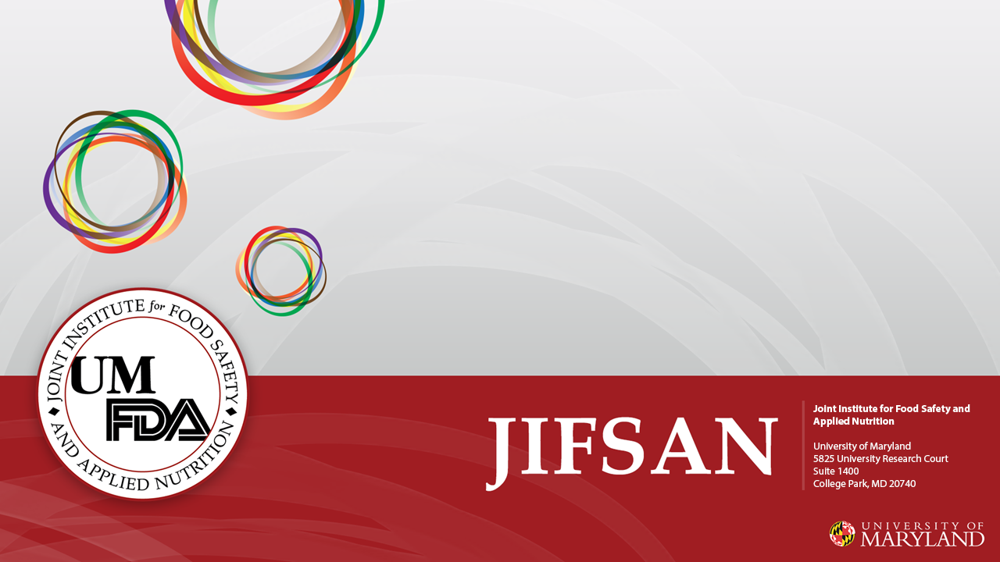 JOINT INSTITUTE for FOOD SAFETY
UM
FDA
AND APPLIED NUTRITION
JIFSAN
Joint Institute for Food Safety and
Applied Nutrition
University of Maryland
5825 University Research Court
Suite 1400
College Park, MD 20740
UNIVERSITY OF
MARYLAND